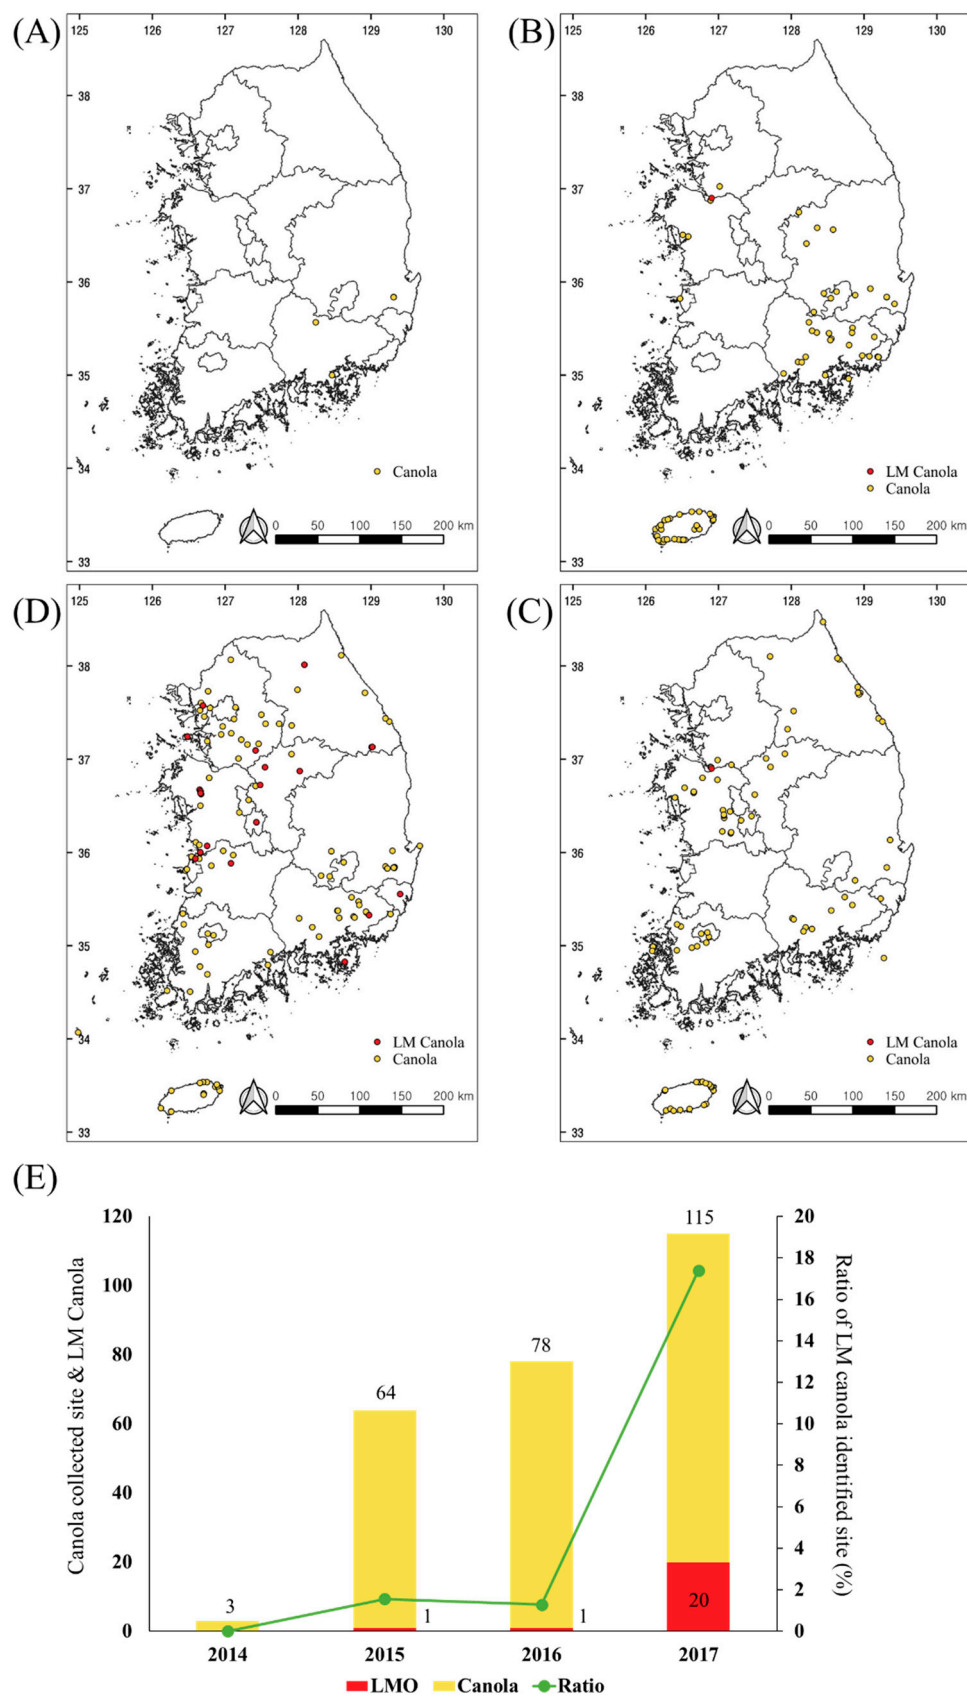 (A)
125 126 127 128 129 130
38
37
36
35
34
33
Canola
0 50 100 150 200 km
(B)
125 126 127 128 129 130
38
37
36
35
34
33
LM Canola
Canola
0 50 100 150 200 km
(D)
125 126 127 128 129 130
38
37
36
35
34
33
LM Canola
Canola
0 50 100 150 200 km
(C)
125 126 127 128 129 130
38
37
36
35
34
33
LM Canola
Canola
0 50 100 150 200 km
(E)
Canola collected site & LM Canola
120
100
80
60
40
20
0
3
64
1
78
1
115
20
20
18
16
14
12
10
8
6
4
2
0
Ratio of LM canola identified site (%)
2014 2015 2016 2017
LMO Canola Ratio